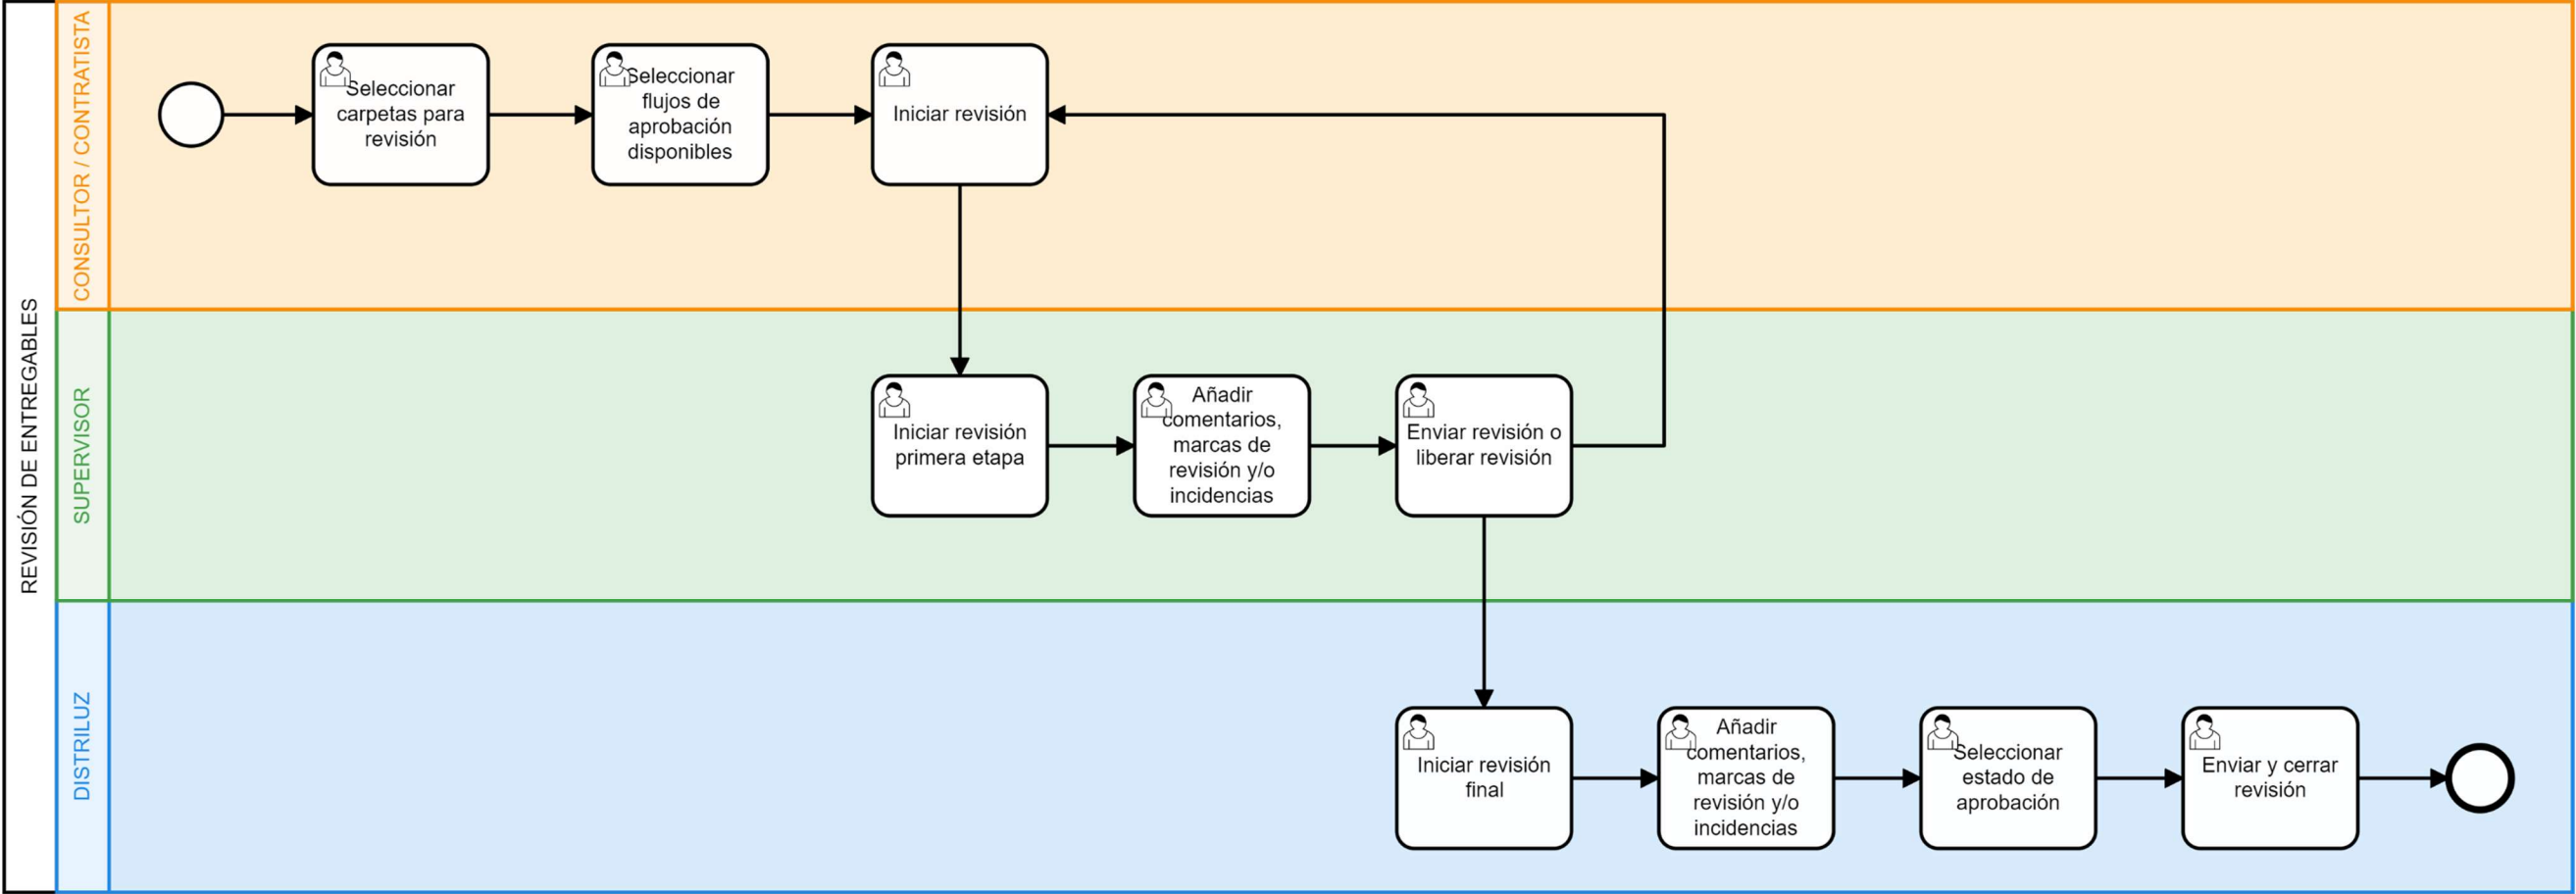 REVISIÓN DE ENTREGABLES
CONSULTOR / CONTRATISTA
Seleccionar
carpetas para
revisión
Seleccionar
flujos de
aprobación
disponibles
Iniciar revisión
SUPERVISOR
Iniciar revisión
primera etapa
Añadir
comentarios,
marcas de
revisión y/o
incidencias
Enviar revisión o
liberar revisión
DISTRILUZ
Iniciar revisión
final
Añadir
comentarios,
marcas de
revisión y/o
incidencias
Seleccionar
estado de
aprobación
Enviar y cerrar
revisión